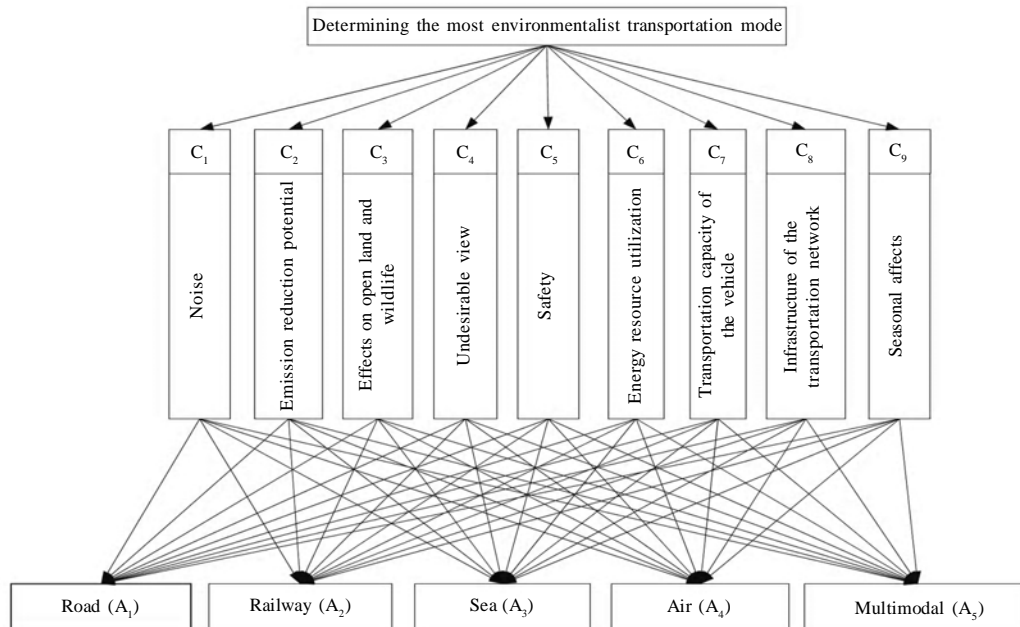 Determining the most environmentalist transportation mode
C1
C2
C3
C4
C5
C6
C7
C8
C9
Noise
Emission reduction potential
Effects on open land and
wildlife
Undesirable view
Safety
Energy resource utilization
Transportation capacity of
the vehicle
Infrastructure of the
transportation network
Seasonal affects
Road (A1)
Railway (A2)
Sea (A3)
Air (A4)
Multimodal (A5)